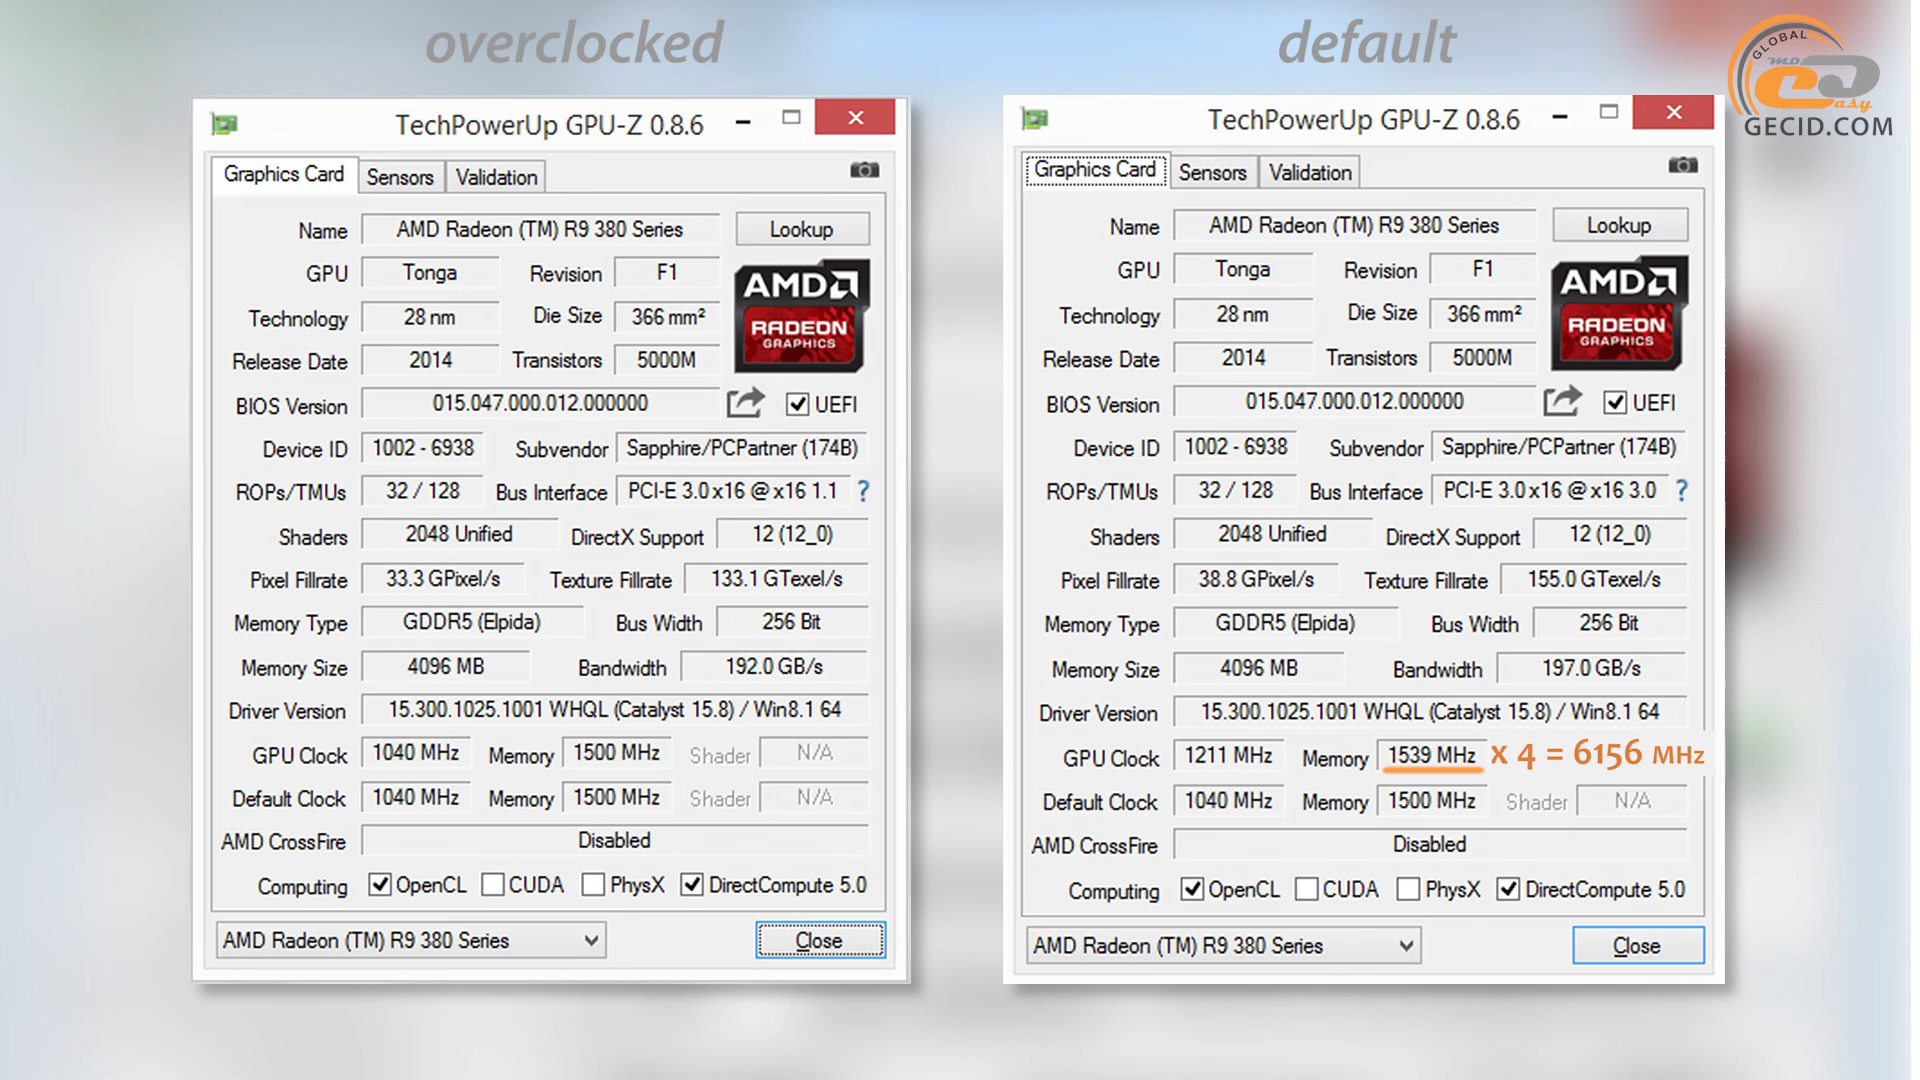 overclocked
default
GLOBAL
MD
easy
GECID.COM
TechPowerUp GPU-Z 0.8.6
Graphics Card Sensors Validation
Name AMD Radeon (TM) R9 380 Series Lookup
GPU Tonga Revision F1
AMD
RADEON
GRAPHICS
Technology 28 nm Die Size 366 mm²
Release Date 2014 Transistors 5000M
BIOS Version 015.047.000.012.000000 UEFI
Device ID 1002 - 6938 Subvendor Sapphire/PCPartner (174B)
ROPs/TMUs 32 / 128 Bus Interface PCI-E 3.0 x16 @ x16 1.1 ?
Shaders 2048 Unified DirectX Support 12 (12_0)
Pixel Fillrate 33.3 GPixel/s Texture Fillrate 133.1 GTexel/s
Memory Type GDDR5 (Elpida) Bus Width 256 Bit
Memory Size 4096 MB Bandwidth 192.0 GB/s
Driver Version 15.300.1025.1001 WHQL (Catalyst 15.8) / Win8.1 64
GPU Clock 1040 MHz Memory 1500 MHz Shader N/A
Default Clock 1040 MHz Memory 1500 MHz Shader N/A
AMD CrossFire Disabled
Computing OpenCL CUDA PhysX DirectCompute 5.0
AMD Radeon (TM) R9 380 Series Close
TechPowerUp GPU-Z 0.8.6
Graphics Card Sensors Validation
Name AMD Radeon (TM) R9 380 Series Lookup
GPU Tonga Revision F1
AMD
RADEON
GRAPHICS
Technology 28 nm Die Size 366 mm²
Release Date 2014 Transistors 5000M
BIOS Version 015.047.000.012.000000 UEFI
Device ID 1002 - 6938 Subvendor Sapphire/PCPartner (174B)
ROPs/TMUs 32 / 128 Bus Interface PCI-E 3.0 x16 @ x16 3.0 ?
Shaders 2048 Unified DirectX Support 12 (12_0)
Pixel Fillrate 38.8 GPixel/s Texture Fillrate 155.0 GTexel/s
Memory Type GDDR5 (Elpida) Bus Width 256 Bit
Memory Size 4096 MB Bandwidth 197.0 GB/s
Driver Version 15.300.1025.1001 WHQL (Catalyst 15.8) / Win8.1 64
GPU Clock 1211 MHz Memory 1539 MHz x 4 = 6156 MHz
Default Clock 1040 MHz Memory 1500 MHz Shader N/A
AMD CrossFire Disabled
Computing OpenCL CUDA PhysX DirectCompute 5.0
AMD Radeon (TM) R9 380 Series Close